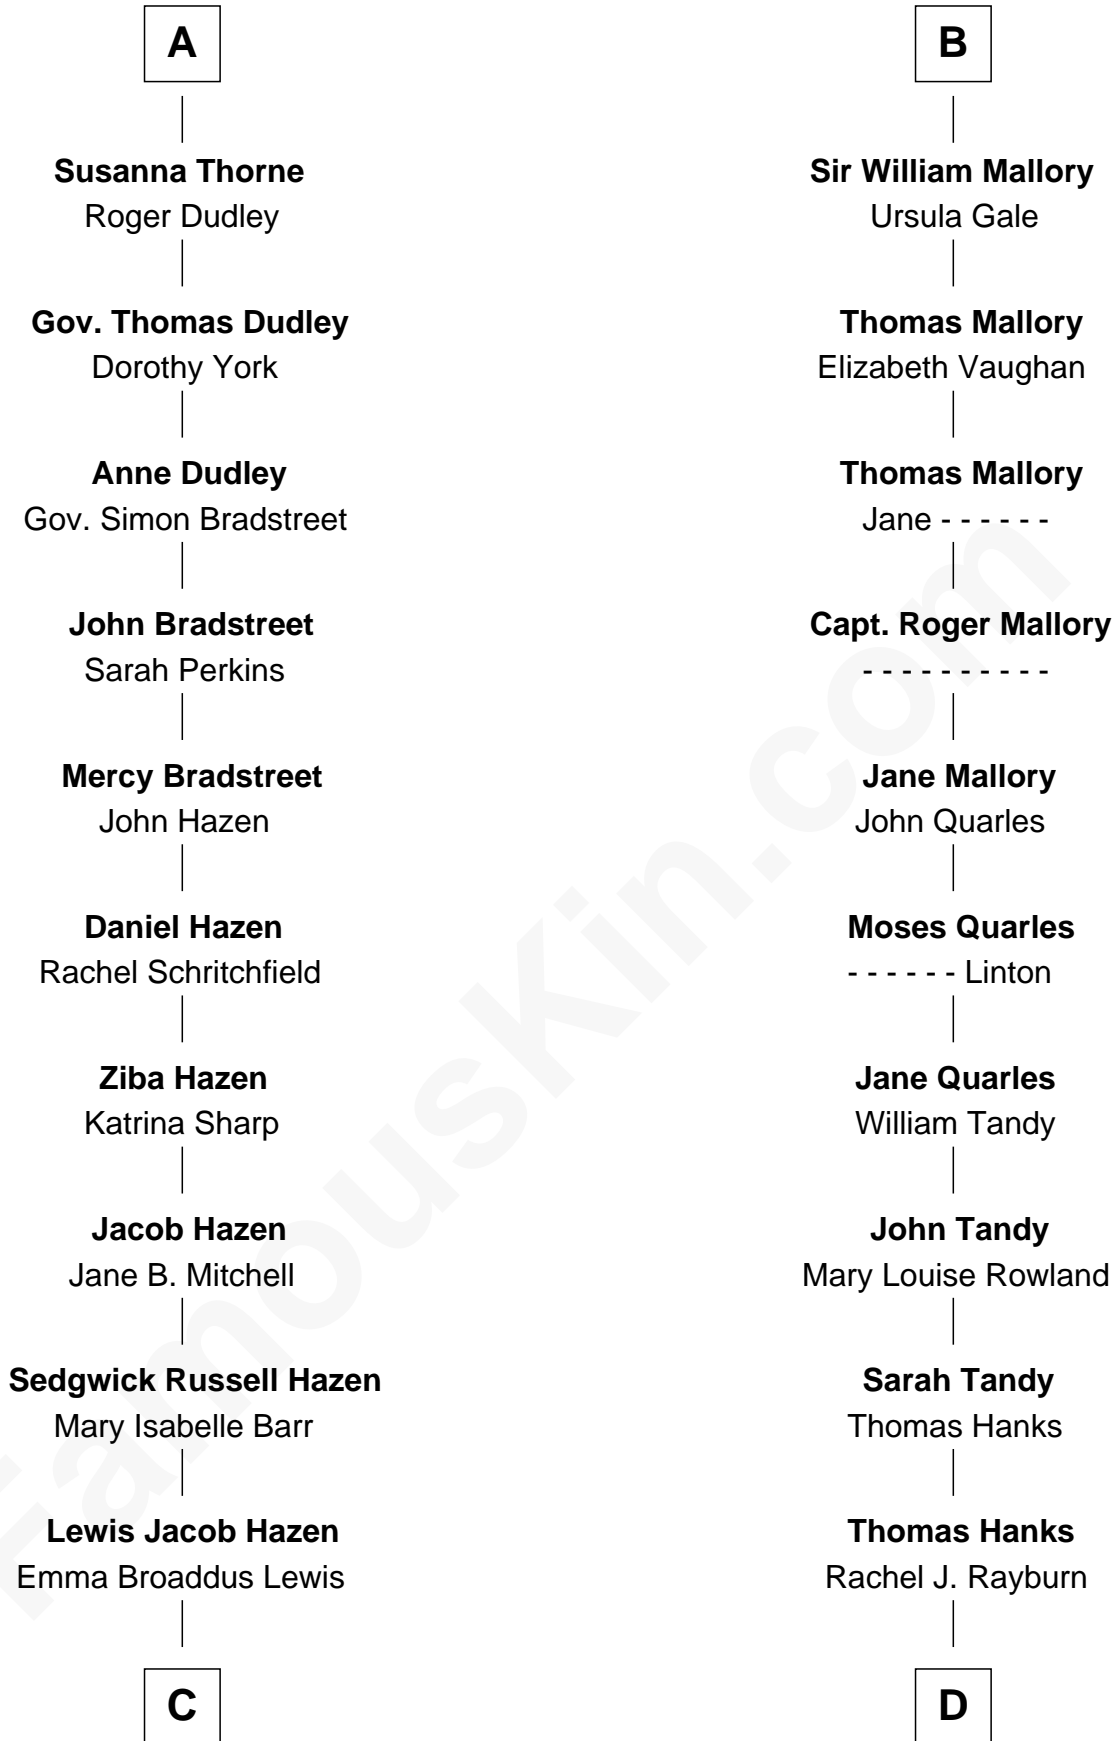 A
Susanna Thorne
Roger Dudley
Gov. Thomas Dudley
Dorothy York
Anne Dudley
Gov. Simon Bradstreet
John Bradstreet
Sarah Perkins
Mercy Bradstreet
John Hazen
Daniel Hazen
Rachel Schritchfield
Ziba Hazen
Katrina Sharp
Jacob Hazen
Jane B. Mitchell
Sedgwick Russell Hazen
Mary Isabelle Barr
Lewis Jacob Hazen
Emma Broaddus Lewis
C
B
Sir William Mallory
Ursula Gale
Thomas Mallory
Elizabeth Vaughan
Thomas Mallory
Jane - - - - - -
Capt. Roger Mallory
- - - - - - - - - -
Jane Mallory
John Quarles
Moses Quarles
- - - - - - Linton
Jane Quarles
William Tandy
John Tandy
Mary Louise Rowland
Sarah Tandy
Thomas Hanks
Thomas Hanks
Rachel J. Rayburn
D
FamousKin.com